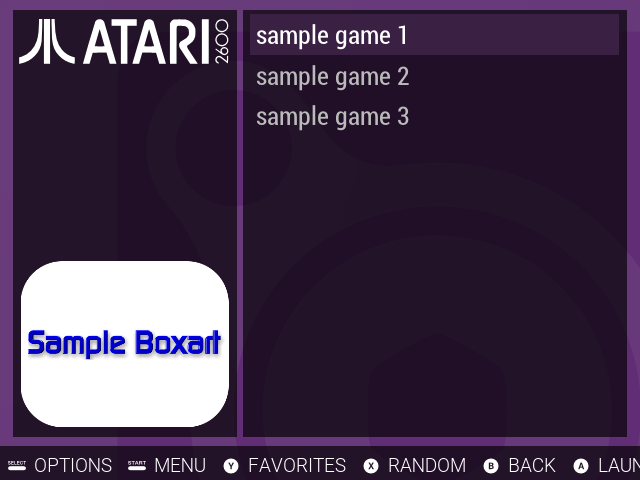 ATARI 2600
sample game 1
sample game 2
sample game 3
Sample Boxart
SELECT OPTIONS START MENU Y FAVORITES X RANDOM B BACK A LAUN